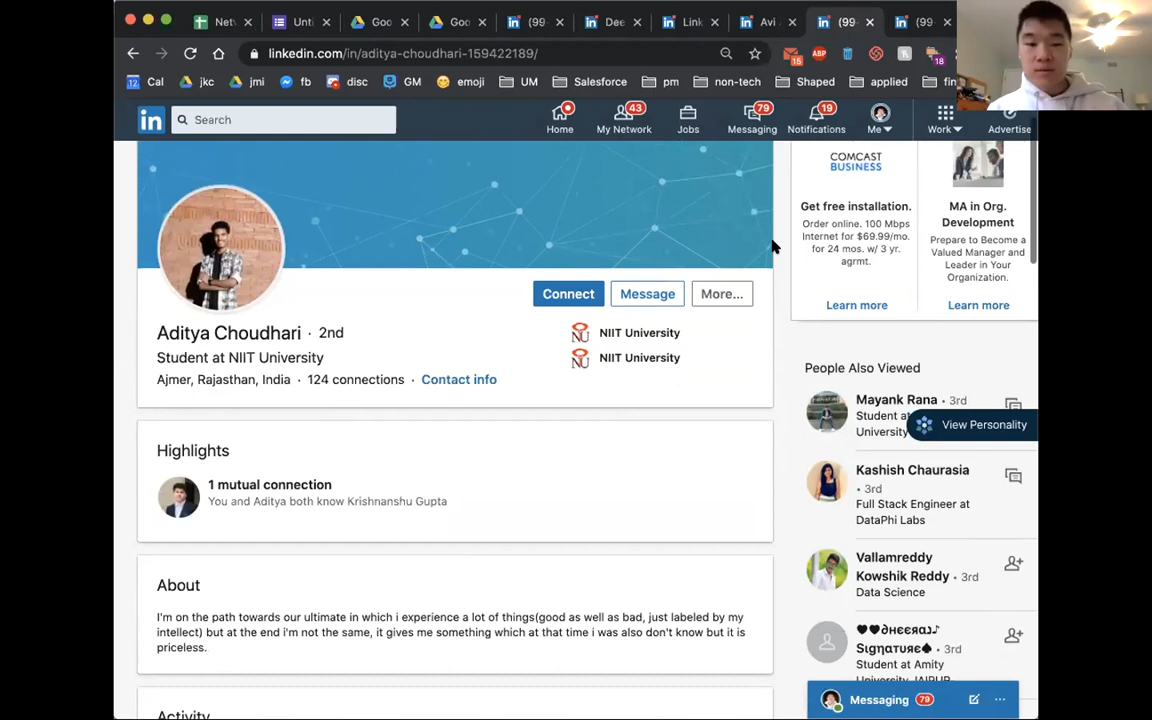 Net
Unti
Goo
Goo
(99
Dee
Link
Avi
(99
(99
linkedin.com/in/aditya-choudhari-159422189/
15
ABP
18
Cal
jkc
jmi
fb
disc
GM
emoji
UM
Salesforce
pm
non-tech
Shaped
applied
fin
in
Search
Home
43
My Network
Jobs
79
Messaging
19
Notifications
Me
Work
Advertise
COMCAST
BUSINESS
Get free installation.
Order online. 100 Mbps
Internet for $69.99/mo.
for 24 mos. w/ 3 yr.
agrmt.
Learn more
MA in Org.
Development
Prepare to Become a
Valued Manager and
Leader in Your
Organization.
Learn more
Connect
Message
More...
Aditya Choudhari · 2nd
Student at NIIT University
Ajmer, Rajasthan, India · 124 connections · Contact info
NU NIIT University
NU NIIT University
Highlights
1 mutual connection
You and Aditya both know Krishnanshu Gupta
About
I'm on the path towards our ultimate in which i experience a lot of things(good as well as bad, just labeled by my
intellect) but at the end i'm not the same, it gives me something which at that time i was also don't know but it is
priceless.
Activity
People Also Viewed
Mayank Rana · 3rd
Student at
University
View Personality
Kashish Chaurasia
· 3rd
Full Stack Engineer at
DataPhi Labs
Vallamreddy
Kowshik Reddy · 3rd
Data Science
· 3rd
Student at Amity
University, JAIPUR
Messaging 79